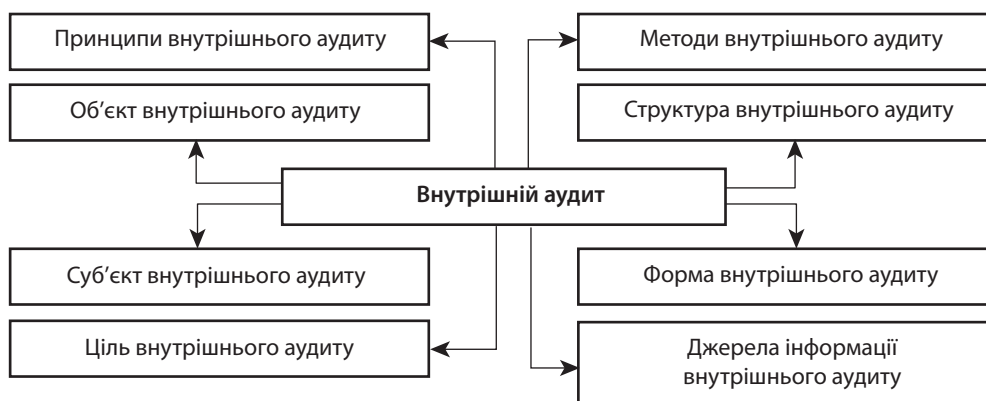 Принципи внутрішнього аудиту
Методи внутрішнього аудиту
Об’єкт внутрішнього аудиту
Структура внутрішнього аудиту
Внутрішній аудит
Суб’єкт внутрішнього аудиту
Форма внутрішнього аудиту
Ціль внутрішнього аудиту
Джерела інформації
внутрішнього аудиту